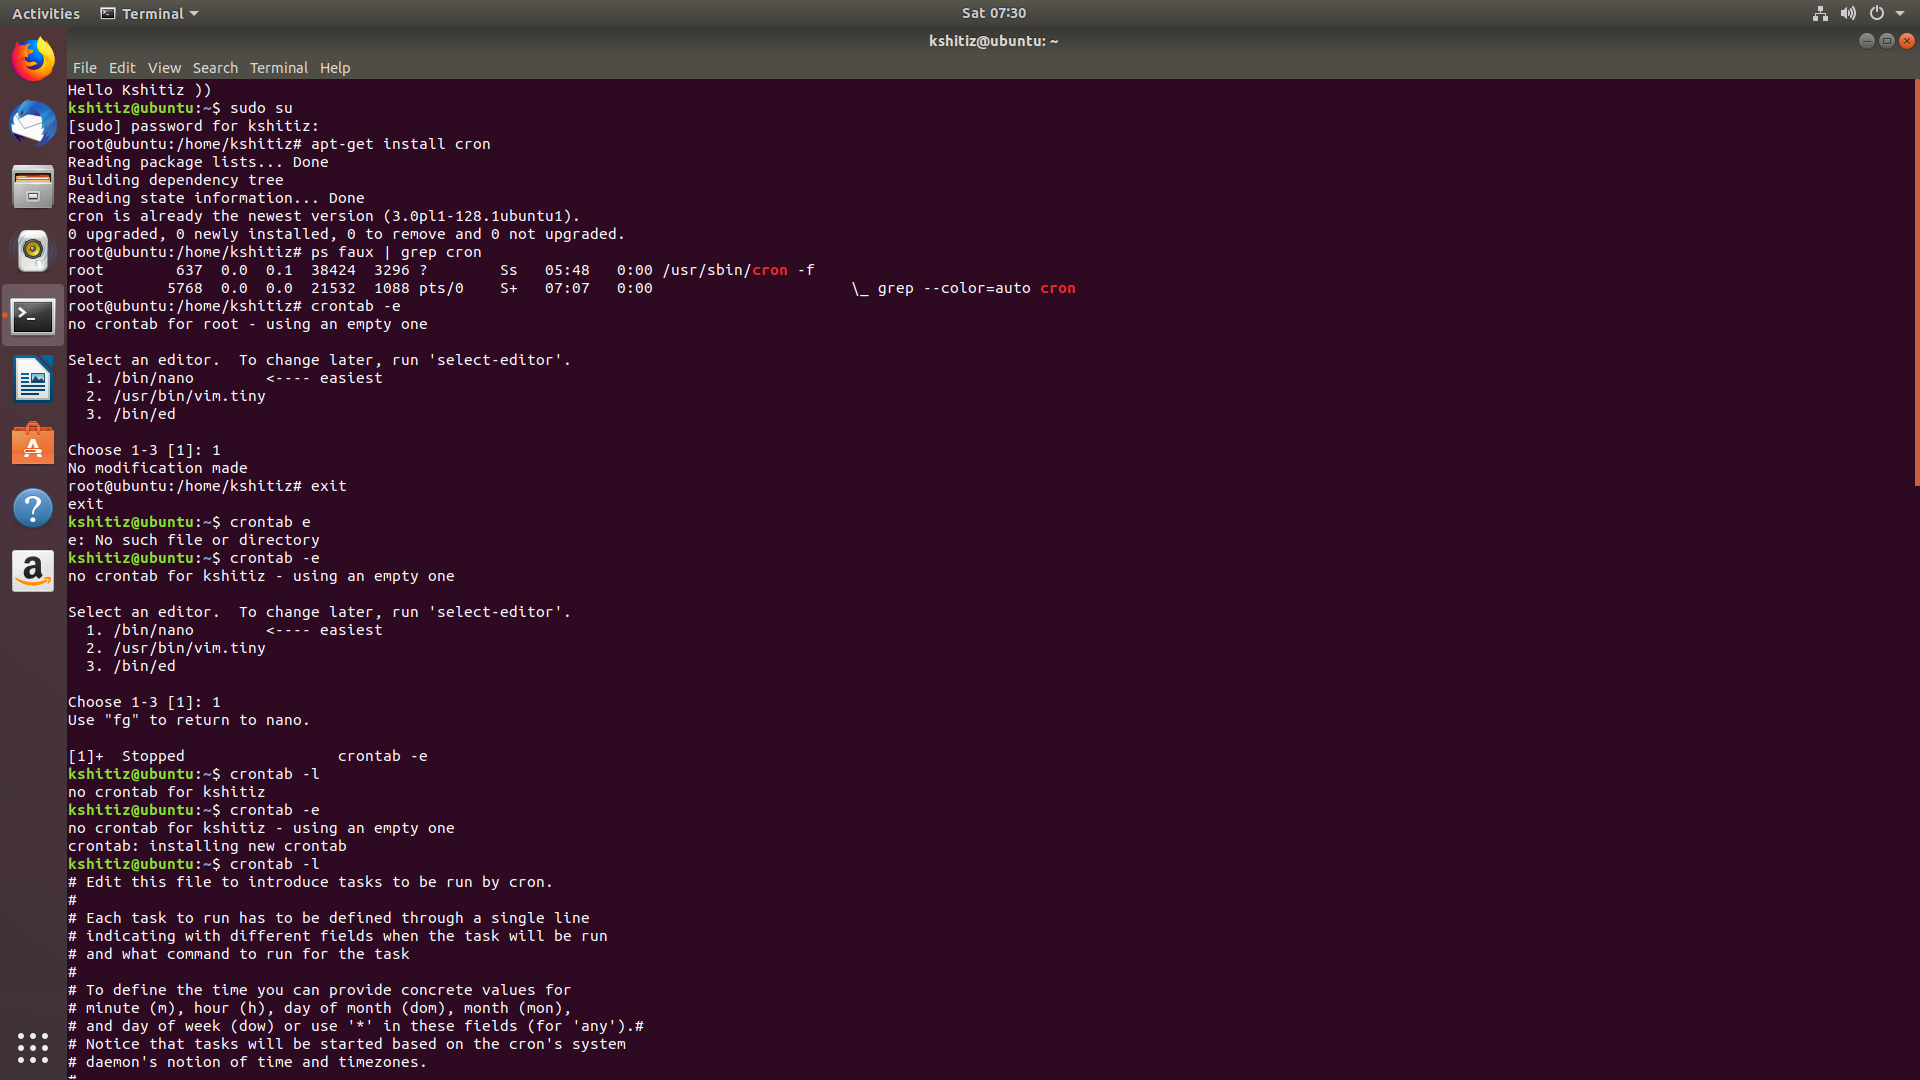 Activities Terminal Sat 07:30
kshitiz@ubuntu: ~
File Edit View Search Terminal Help
Hello Kshitiz ))
kshitiz@ubuntu:~$ sudo su
[sudo] password for kshitiz:
root@ubuntu:/home/kshitiz# apt-get install cron
Reading package lists... Done
Building dependency tree
Reading state information... Done
cron is already the newest version (3.0pl1-128.1ubuntu1).
0 upgraded, 0 newly installed, 0 to remove and 0 not upgraded.
root@ubuntu:/home/kshitiz# ps faux | grep cron
root        637  0.0  0.1  38424  3296 ?        Ss   05:48   0:00 /usr/sbin/cron -f
root       5768  0.0  0.0  21532  1088 pts/0    S+   07:07   0:00                      \_ grep --color=auto cron
root@ubuntu:/home/kshitiz# crontab -e
no crontab for root - using an empty one
Select an editor.  To change later, run 'select-editor'.
  1. /bin/nano        <---- easiest
  2. /usr/bin/vim.tiny
  3. /bin/ed
Choose 1-3 [1]: 1
No modification made
root@ubuntu:/home/kshitiz# exit
exit
kshitiz@ubuntu:~$ crontab e
e: No such file or directory
kshitiz@ubuntu:~$ crontab -e
no crontab for kshitiz - using an empty one
Select an editor.  To change later, run 'select-editor'.
  1. /bin/nano        <---- easiest
  2. /usr/bin/vim.tiny
  3. /bin/ed
Choose 1-3 [1]: 1
Use "fg" to return to nano.
[1]+  Stopped                 crontab -e
kshitiz@ubuntu:~$ crontab -l
no crontab for kshitiz
kshitiz@ubuntu:~$ crontab -e
no crontab for kshitiz - using an empty one
crontab: installing new crontab
kshitiz@ubuntu:~$ crontab -l
# Edit this file to introduce tasks to be run by cron.
#
# Each task to run has to be defined through a single line
# indicating with different fields when the task will be run
# and what command to run for the task
#
# To define the time you can provide concrete values for
# minute (m), hour (h), day of month (dom), month (mon),
# and day of week (dow) or use '*' in these fields (for 'any').#
# Notice that tasks will be started based on the cron's system
# daemon's notion of time and timezones.
#